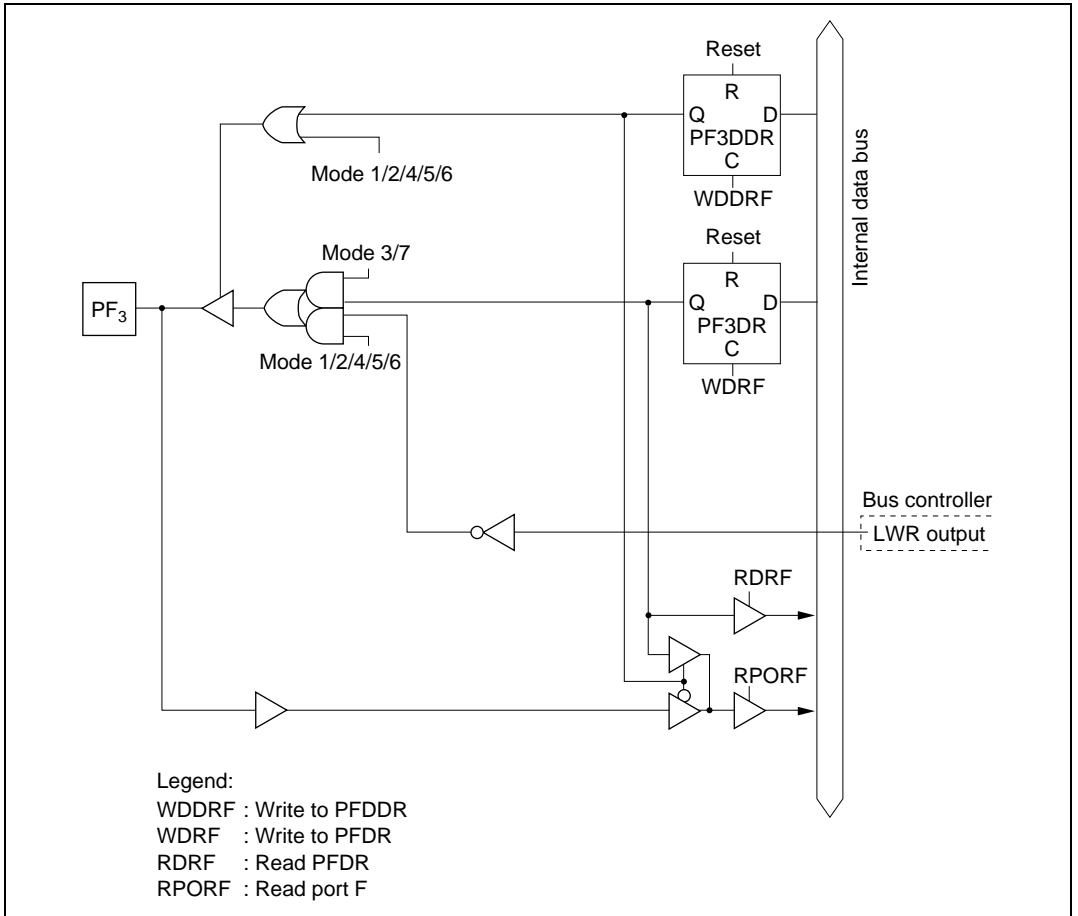 Reset
R
Q D
PF3DDR
C
WDDRF
Mode 1/2/4/5/6
Internal data bus
Reset
R
Q D
PF3DR
C
WDRF
Mode 3/7
PF₃
Mode 1/2/4/5/6
Bus controller
LWR output
RDRF
RPORF
Legend:
WDDRF : Write to PFDDR
WDRF : Write to PFDR
RDRF : Read PFDR
RPORF : Read port F